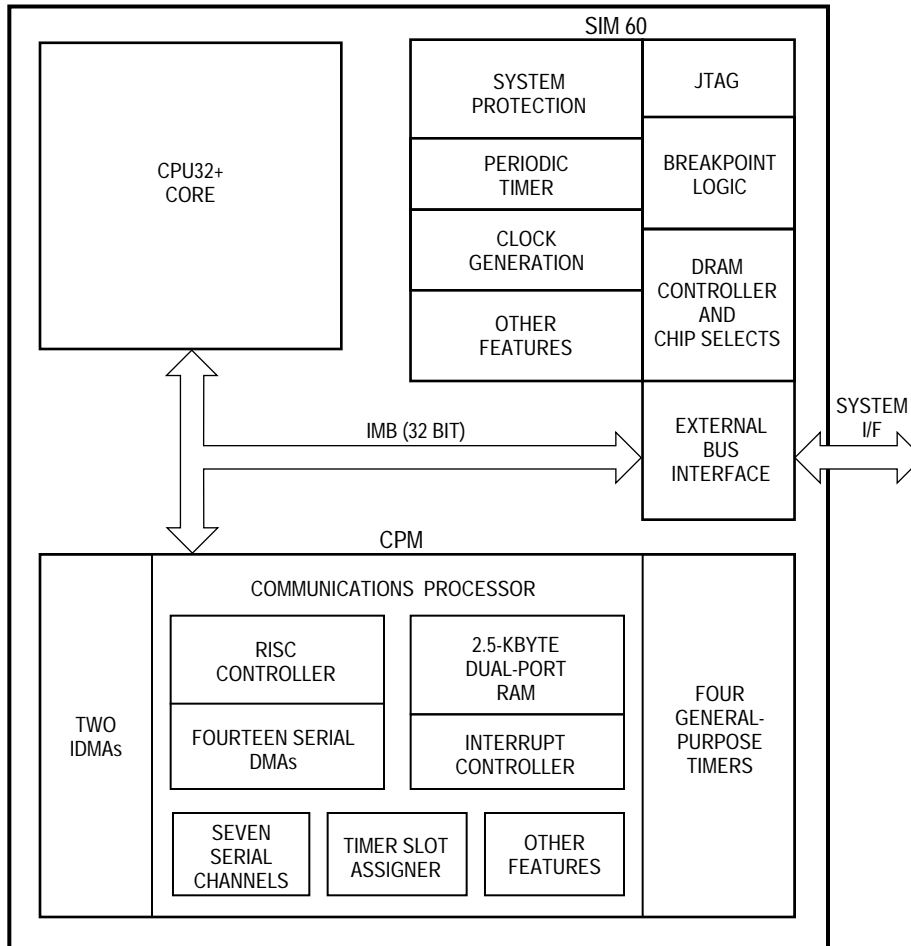 SIM 60
CPU32+
CORE
SYSTEM
PROTECTION
PERIODIC
TIMER
CLOCK
GENERATION
OTHER
FEATURES
JTAG
BREAKPOINT
LOGIC
DRAM
CONTROLLER
AND
CHIP SELECTS
EXTERNAL
BUS
INTERFACE
SYSTEM
I/F
IMB (32 BIT)
CPM
TWO
IDMAs
COMMUNICATIONS PROCESSOR
RISC
CONTROLLER
FOURTEEN SERIAL
DMAs
2.5-KBYTE
DUAL-PORT
RAM
INTERRUPT
CONTROLLER
SEVEN
SERIAL
CHANNELS
TIMER SLOT
ASSIGNER
OTHER
FEATURES
FOUR
GENERAL-
PURPOSE
TIMERS